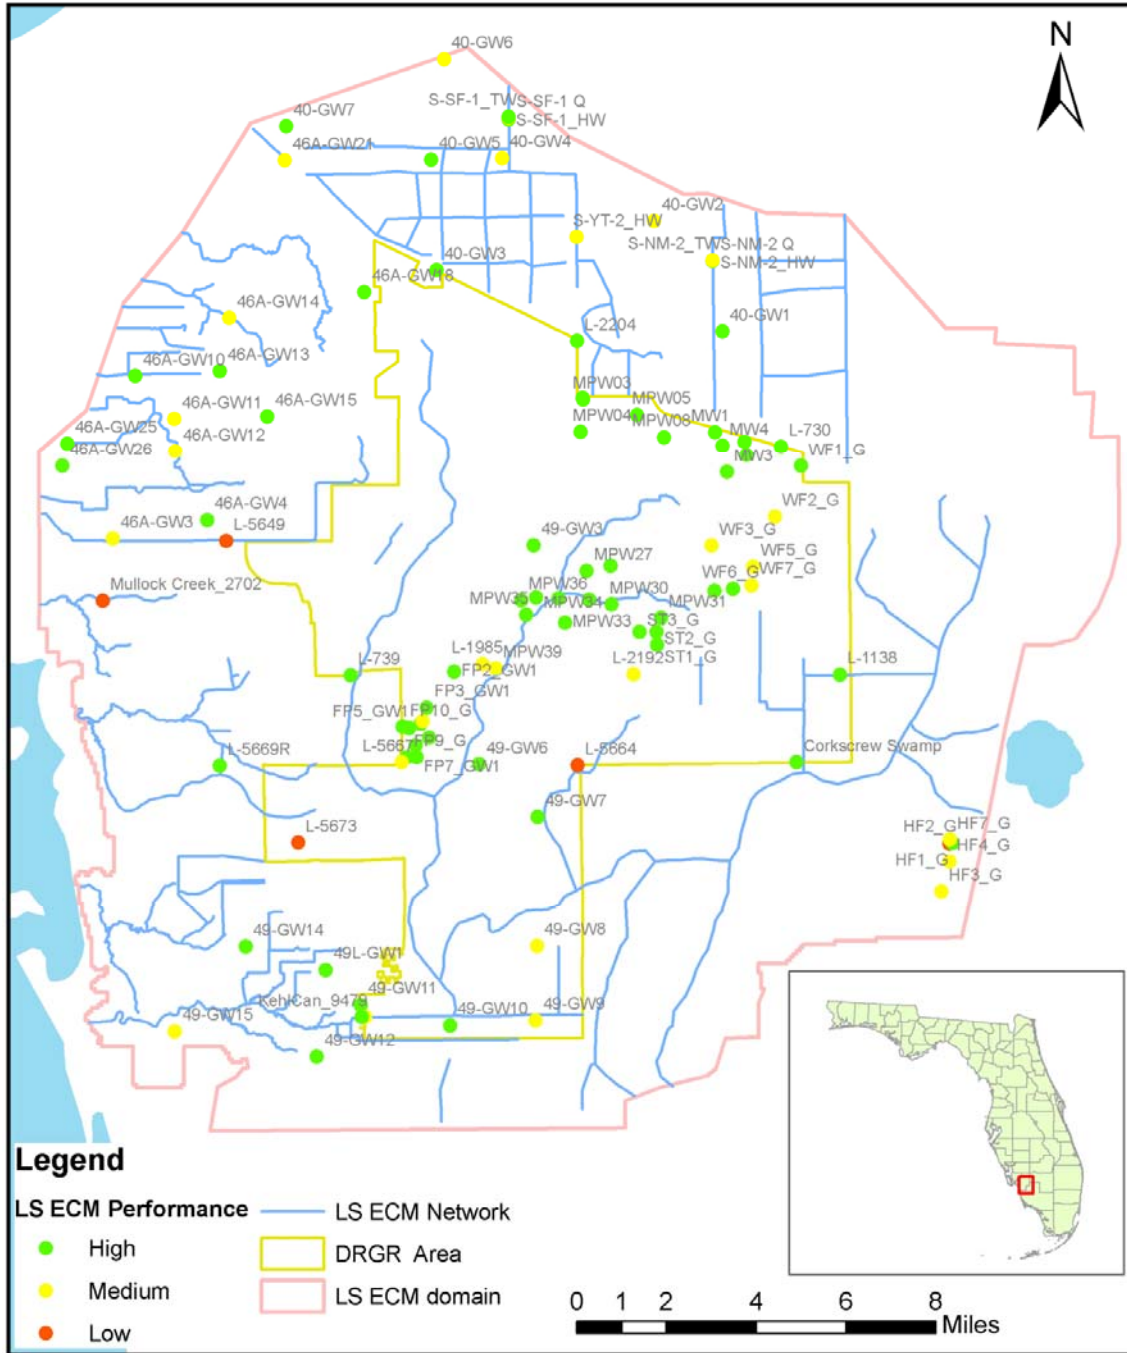 40-GW6
N
S-SF-1_TW
S-SF-1 Q
S-SF-1_HW
40-GW7
46A-GW21
40-GW5
40-GW4
40-GW2
S-YT-2_HW
S-NM-2_TW
S-NM-2 Q
S-NM-2_HW
40-GW3
46A-GW18
46A-GW14
40-GW1
L-2204
46A-GW10
46A-GW13
46A-GW11
46A-GW15
MPW03
MPW05
MPW04
MPW08
MW1
MW4
L-730
46A-GW25
46A-GW12
46A-GW26
MW3
WF1_G
46A-GW4
46A-GW3
L-5649
WF2_G
49-GW3
WF3_G
MPW27
WF5_G
WF7_G
WF6_G
Mullock Creek_2702
MPW36
MPW30
MPW35
MPW34
MPW31
MPW33
ST3_G
ST2_G
ST1_G
L-1985
MPW39
L-2192
L-739
FP2_GW1
L-1138
FP3_GW1
FP5_GW1
FP10_G
FP9_G
L-5667
FP7_GW1
49-GW6
L-5664
Corkscrew Swamp
L-5669R
49-GW7
L-5673
HF2_G
HF7_G
HF4_G
HF1_G
HF3_G
49-GW14
49L-GW1
49-GW8
49-GW11
KehlCan_9479
49-GW10
49-GW9
49-GW15
49-GW12
Legend
LS ECM Performance
High
Medium
Low
LS ECM Network
DRGR Area
LS ECM domain
0 1 2 4 6 8
Miles